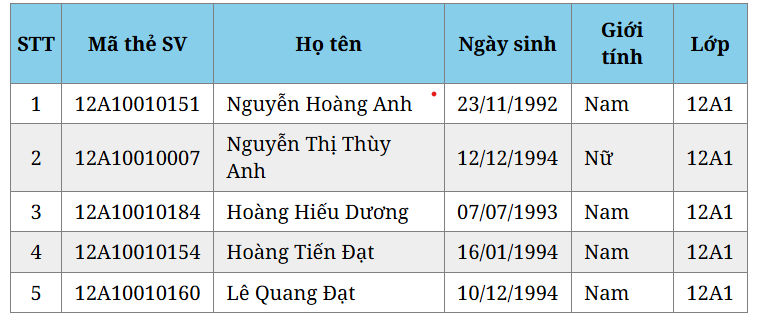 STT Mã thẻ SV Họ tên Ngày sinh Giới tính Lớp
1 12A10010151 Nguyễn Hoàng Anh 23/11/1992 Nam 12A1
2 12A10010007 Nguyễn Thị Thùy Anh 12/12/1994 Nữ 12A1
3 12A10010184 Hoàng Hiếu Dương 07/07/1993 Nam 12A1
4 12A10010154 Hoàng Tiến Đạt 16/01/1994 Nam 12A1
5 12A10010160 Lê Quang Đạt 10/12/1994 Nam 12A1